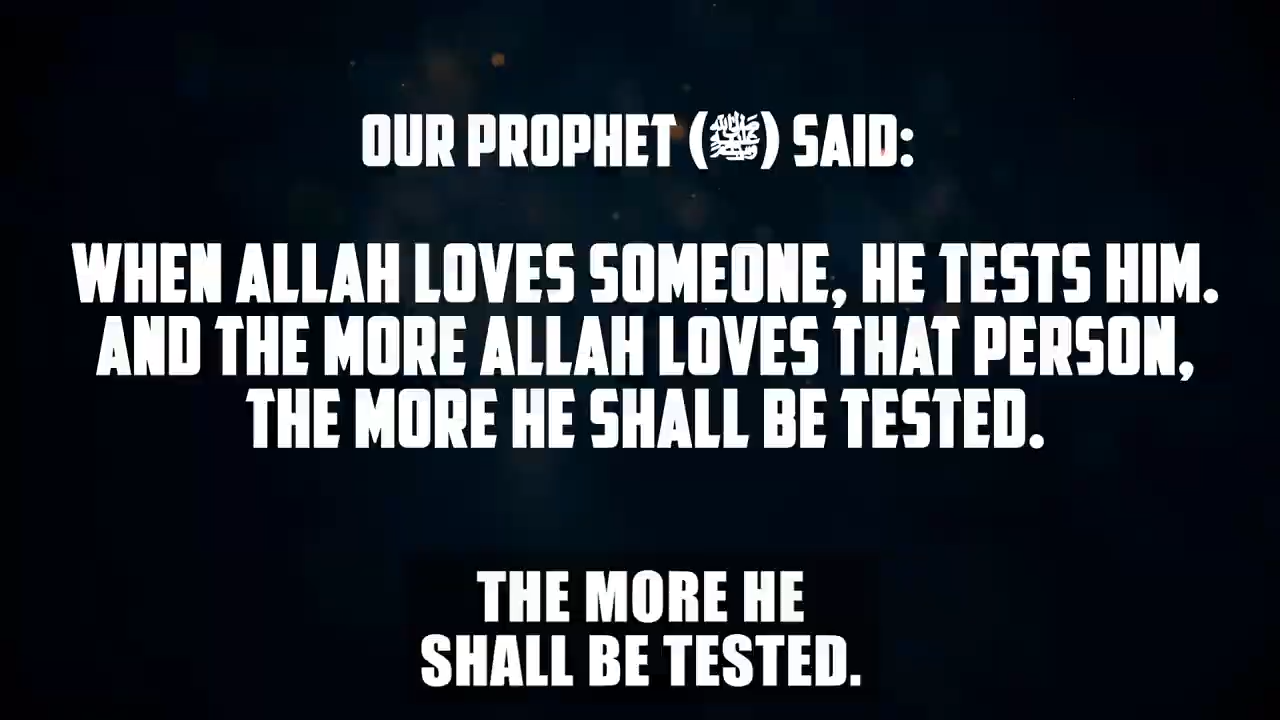 OUR PROPHET (ﷺ) SAID:
WHEN ALLAH LOVES SOMEONE, HE TESTS HIM.
AND THE MORE ALLAH LOVES THAT PERSON,
THE MORE HE SHALL BE TESTED.
THE MORE HE
SHALL BE TESTED.